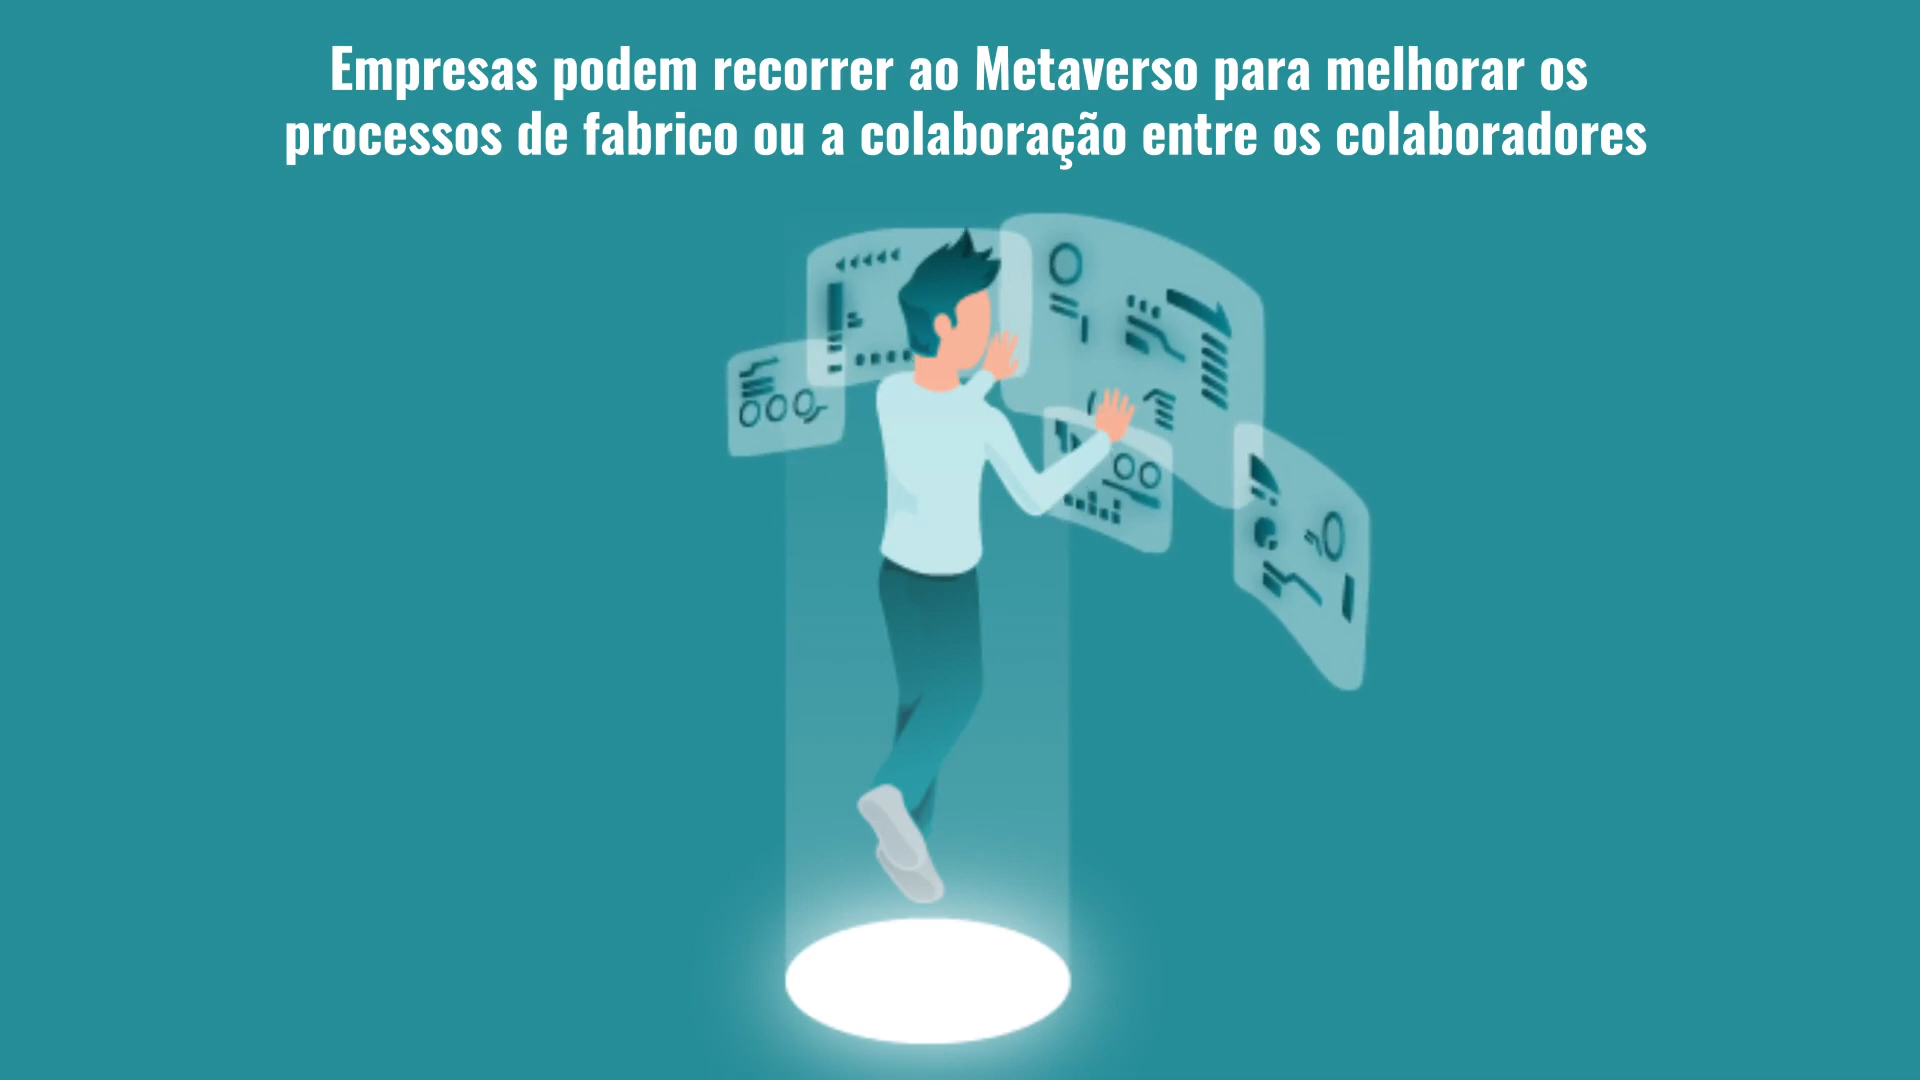 Empresas podem recorrer ao Metaverso para melhorar os
processos de fabrico ou a colaboração entre os colaboradores